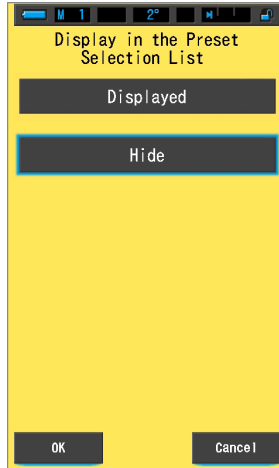 M 1 2°
Display in the Preset
Selection List
Displayed
Hide
OK Cancel